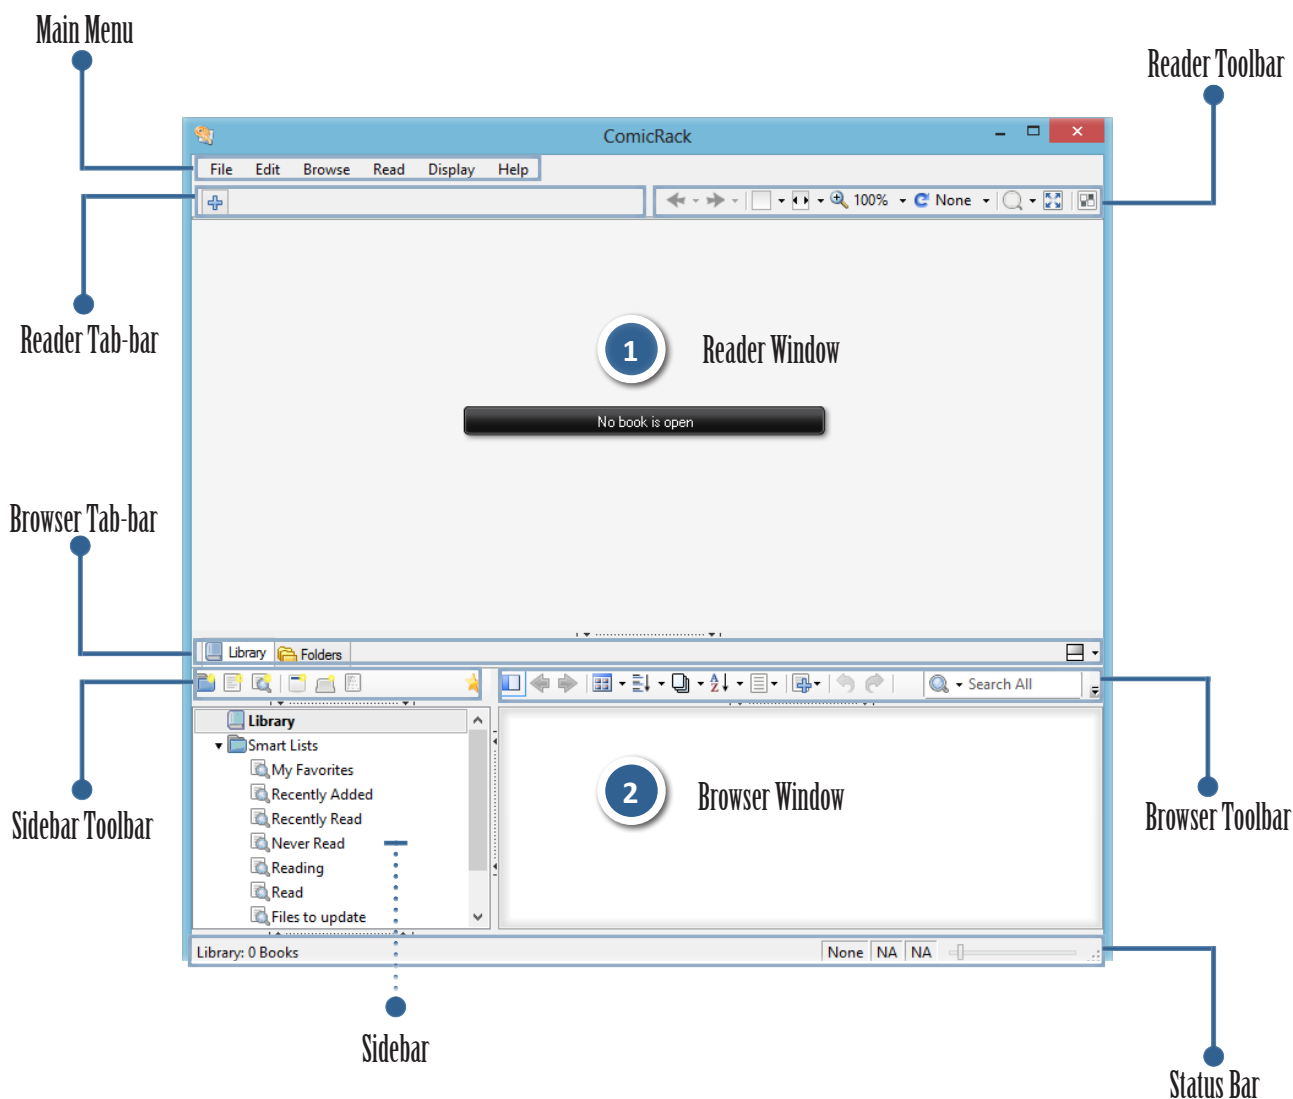 Main Menu
Reader Toolbar
ComicRack
File Edit Browse Read Display Help
100% None
Reader Tab-bar
1 Reader Window
No book is open
Browser Tab-bar
Library Folders
Search All
Library
Smart Lists
My Favorites
Recently Added
Recently Read
Never Read
Reading
Read
Files to update
2 Browser Window
Sidebar Toolbar
Browser Toolbar
Library: 0 Books None NA NA
Sidebar
Status Bar